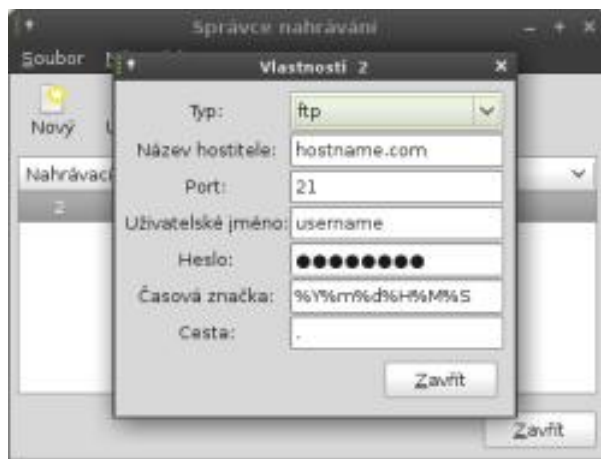 Správce nahrávání
Soubor
Vlastnosti 2
Nový
Typ: ftp
Název hostitele: hostname.com
Nahrávací
Port: 21
2
Uživatelské jméno: username
Heslo: ●●●●●●●●
Časová značka: %Y%m%d%H%M%S
Cesta: .
Zavřít
Zavřít